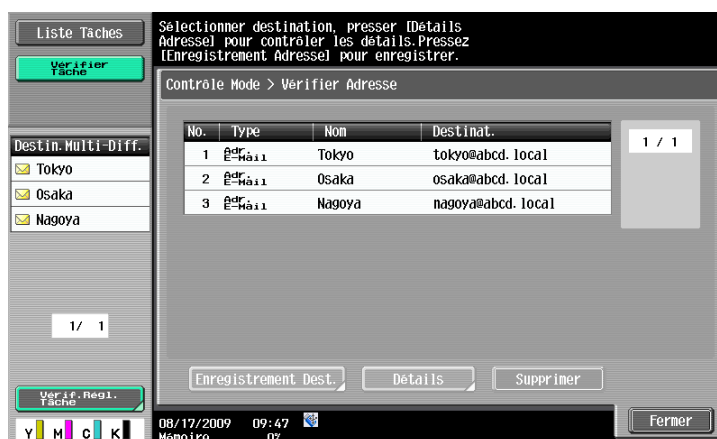 Liste Tâches
Vérifier
Tâche
Destin.Multi-Diff.
Tokyo
Osaka
Nagoya
1/ 1
Vérif.Régl.
Tâche
Y M C K
Sélectionner destination, presser [Détails
Adresse] pour contrôler les détails.Pressez
[Enregistrement Adresse] pour enregistrer.
Contrôle Mode > Vérifier Adresse
No. Type Nom Destinat.
1 Adr. E-Mail Tokyo tokyo@abcd.local
2 Adr. E-Mail Osaka osaka@abcd.local
3 Adr. E-Mail Nagoya nagoya@abcd.local
1 / 1
Enregistrement Dest. Détails Supprimer
08/17/2009 09:47
Mémoire 0%
Fermer